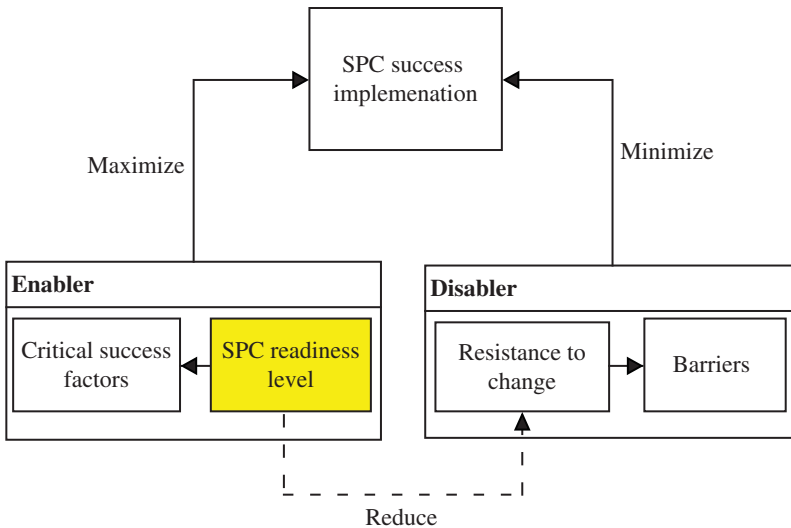 SPC success
implemenation
Maximize
Minimize
Enabler
Disabler
Critical success
factors
SPC readiness
level
Resistance to
change
Barriers
Reduce